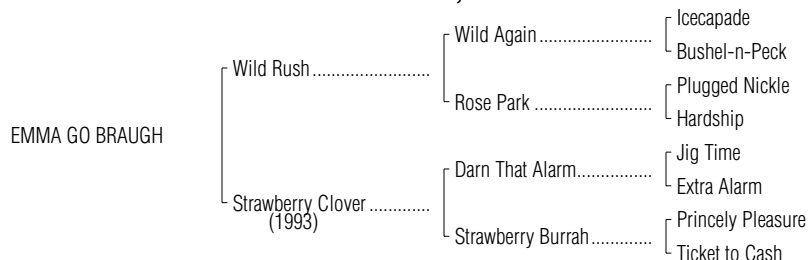 Icecapade
Wild Again ..............................
Bushel-n-Peck
Wild Rush .........................
Plugged Nickle
Rose Park .........................
Hardship
EMMA GO BRAUGH
Jig Time
Darn That Alarm ................
Extra Alarm
Strawberry Clover .............
(1993)
Princely Pleasure
Strawberry Burrah .............
Ticket to Cash